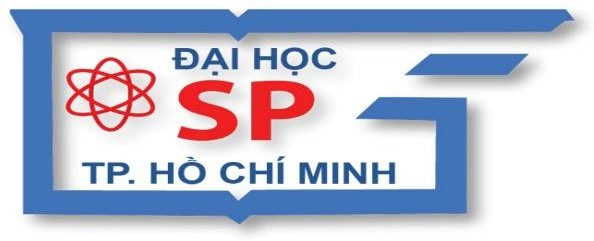 ĐẠI HỌC
SP
TP. HỒ CHÍ MINH